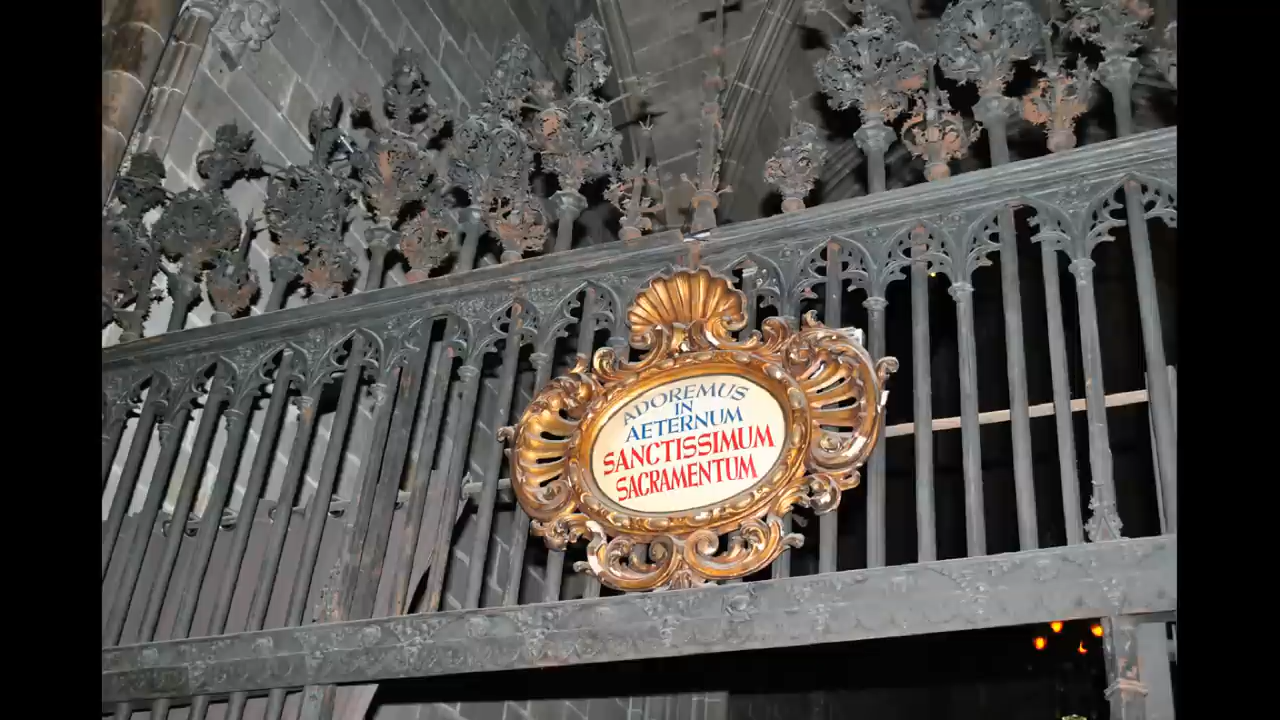 ADOREMUS
IN
AETERNUM
SANCTISSIMUM
SACRAMENTUM